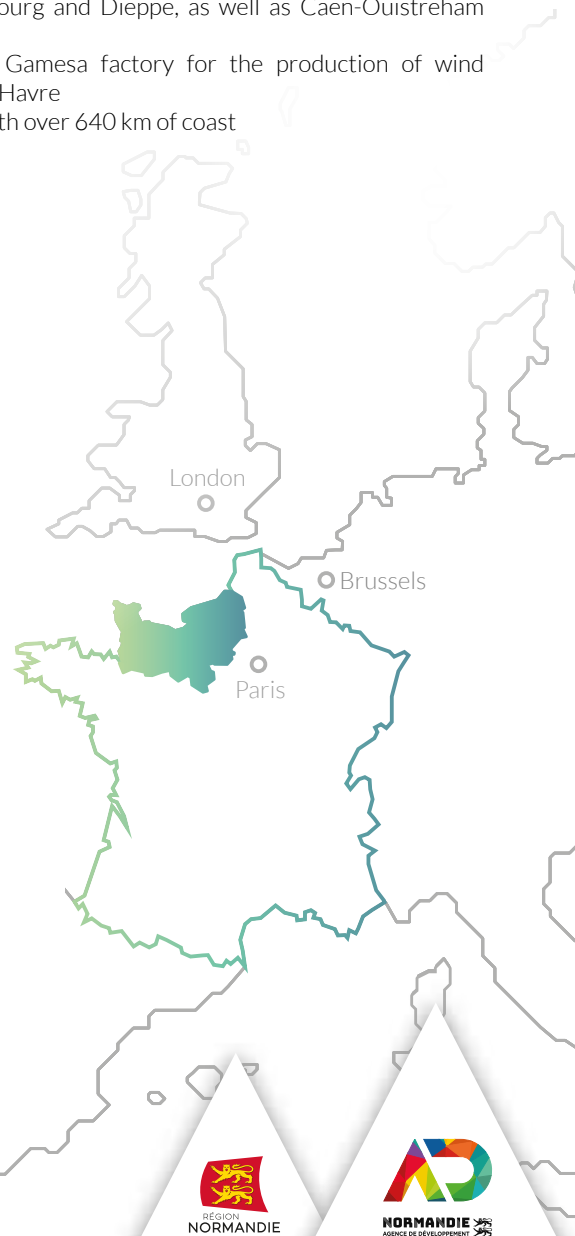 ourg and Dieppe, as well as Caen-Ouistreham
Gamesa factory for the production of wind
Havre
th over 640 km of coast
London
Brussels
Paris
RÉGION
NORMANDIE
AD
NORMANDIE
AGENCE DE DÉVELOPPEMENT